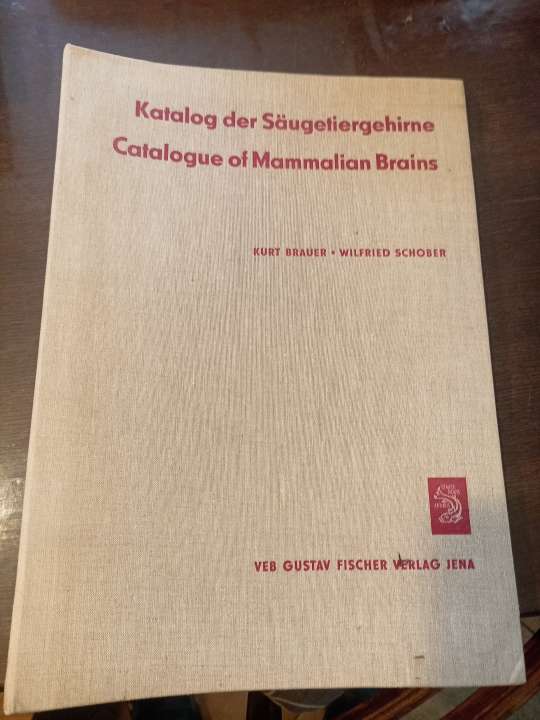 Katalog der Säugetiergehirne
Catalogue of Mammalian Brains
KURT BRAUER • WILFRIED SCHOBER
VEB GUSTAV FISCHER VERLAG JENA